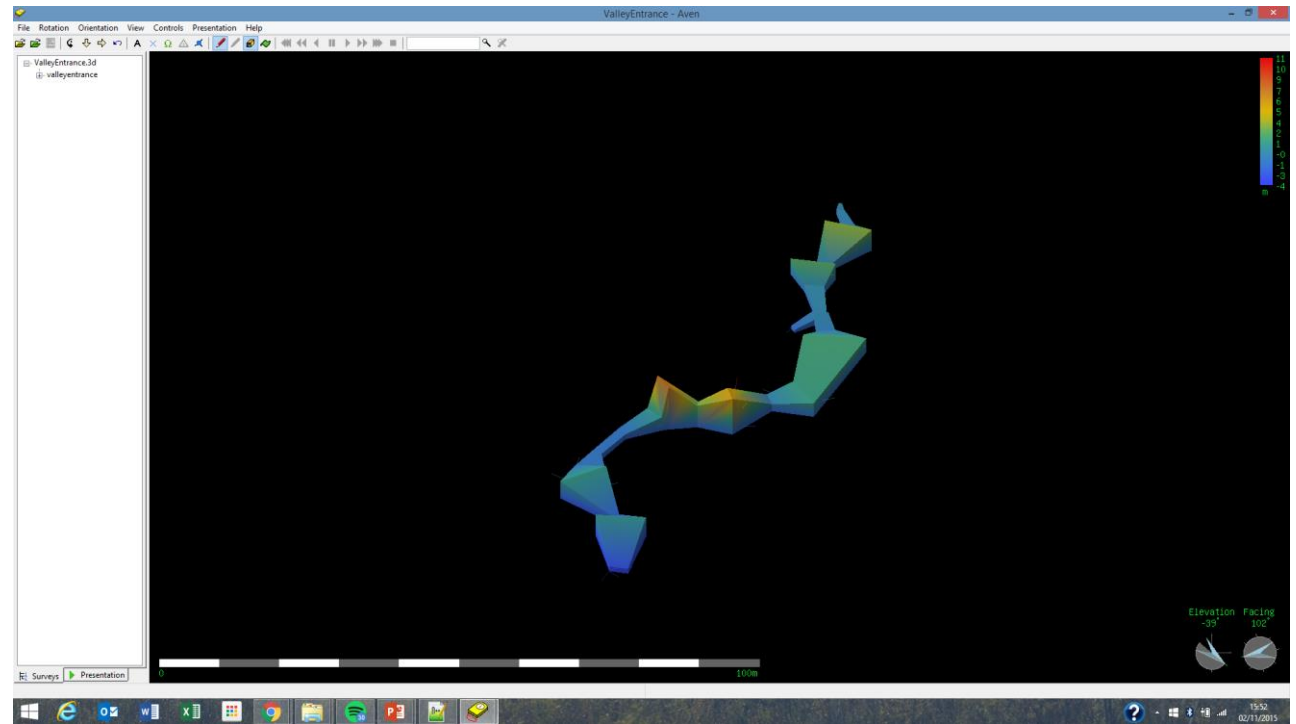 ValleyEntrance - Aven
File Rotation Orientation View Controls Presentation Help
A
ValleyEntrance.3d
valleyentrance
11
10
9
7
6
5
4
2
1
-0
-1
-3
-4
m
Elevation Facing
-39° 102°
0 100m
Surveys Presentation
15:52
02/11/2015